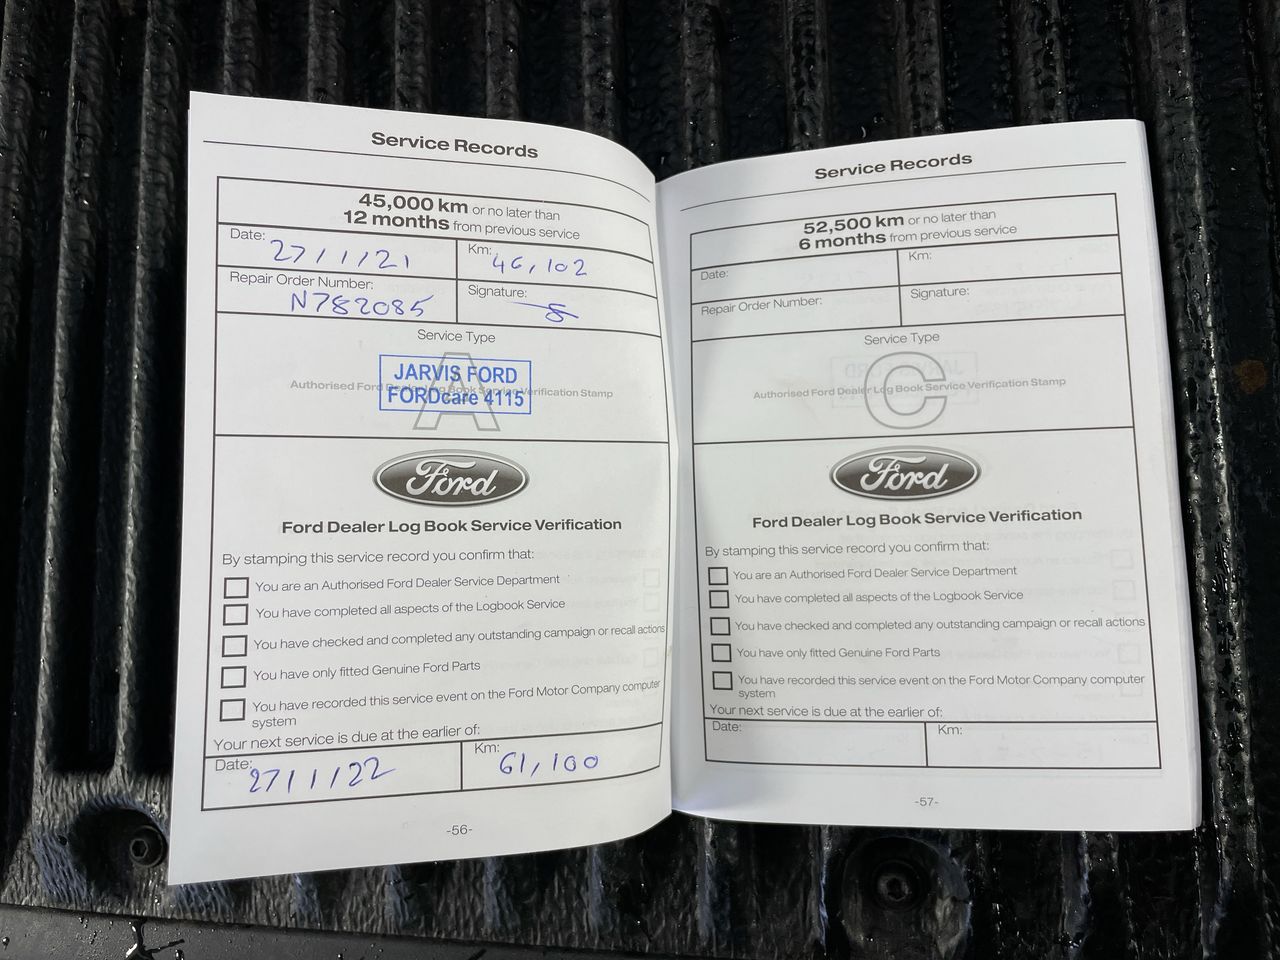 Service Records
45,000 km or no later than
12 months from previous service
Date: 27/1/21
Km: 46,102
Repair Order Number: N782085
Signature:
Service Type
A
Authorised Ford Dealer Log Book Service Verification Stamp
JARVIS FORD
FORDcare 4115
Ford
Ford Dealer Log Book Service Verification
By stamping this service record you confirm that:
You are an Authorised Ford Dealer Service Department
You have completed all aspects of the Logbook Service
You have checked and completed any outstanding campaign or recall actions
You have only fitted Genuine Ford Parts
You have recorded this service event on the Ford Motor Company computer
system
Your next service is due at the earlier of:
Date: 27/1/22
Km: 61,100
-56-
Service Records
52,500 km or no later than
6 months from previous service
Date:
Km:
Repair Order Number:
Signature:
Service Type
C
Authorised Ford Dealer Log Book Service Verification Stamp
Ford
Ford Dealer Log Book Service Verification
By stamping this service record you confirm that:
You are an Authorised Ford Dealer Service Department
You have completed all aspects of the Logbook Service
You have checked and completed any outstanding campaign or recall actions
You have only fitted Genuine Ford Parts
You have recorded this service event on the Ford Motor Company computer
system
Your next service is due at the earlier of:
Date:
Km:
-57-